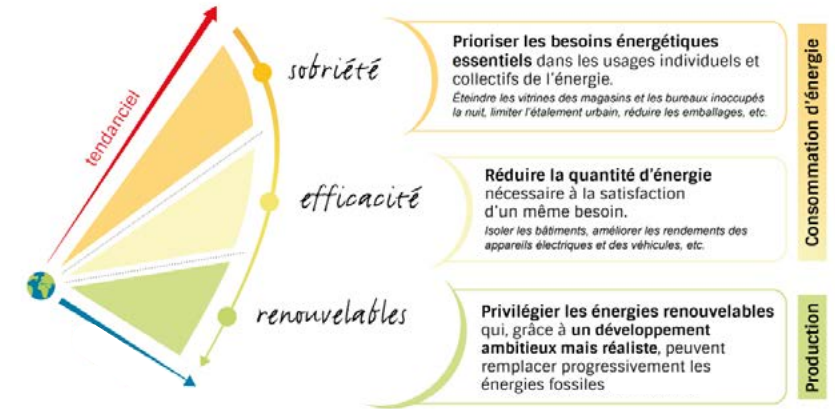 tendanciel
sobriété
Prioriser les besoins énergétiques
essentiels dans les usages individuels et
collectifs de l'énergie.
Éteindre les vitrines des magasins et les bureaux inoccupés
la nuit, limiter l'étalement urbain, réduire les emballages, etc.
efficacité
Réduire la quantité d'énergie
nécessaire à la satisfaction
d'un même besoin.
Isoler les bâtiments, améliorer les rendements des
appareils électriques et des véhicules, etc.
Consommation d'énergie
renouvelables
Privilégier les énergies renouvelables
qui, grâce à un développement
ambitieux mais réaliste, peuvent
remplacer progressivement les
énergies fossiles
Production